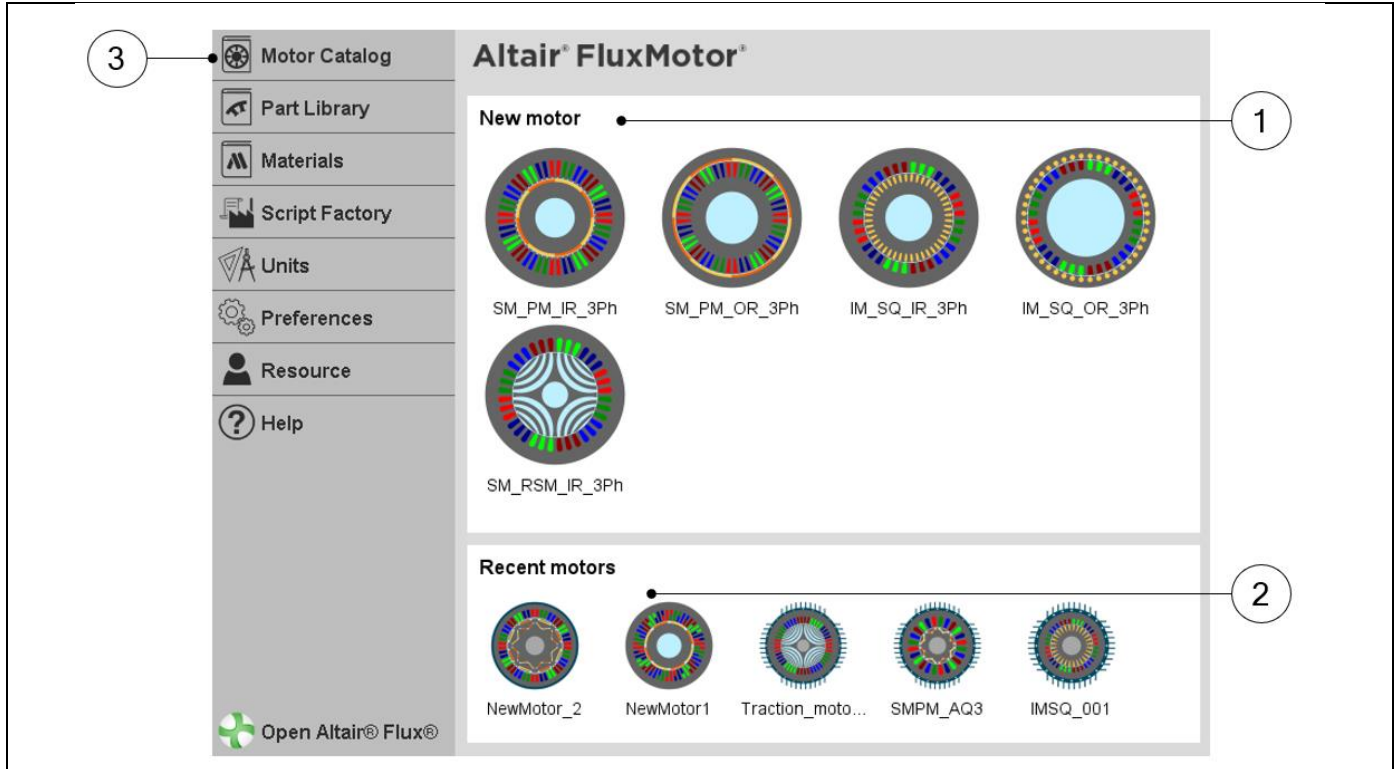 3
Motor Catalog
Part Library
Materials
Script Factory
Units
Preferences
Resource
Help
Open Altair® Flux®
Altair® FluxMotor®
New motor
1
SM_PM_IR_3Ph SM_PM_OR_3Ph IM_SQ_IR_3Ph IM_SQ_OR_3Ph
SM_RSM_IR_3Ph
Recent motors
2
NewMotor_2 NewMotor1 Traction_moto... SMPM_AQ3 IMSQ_001